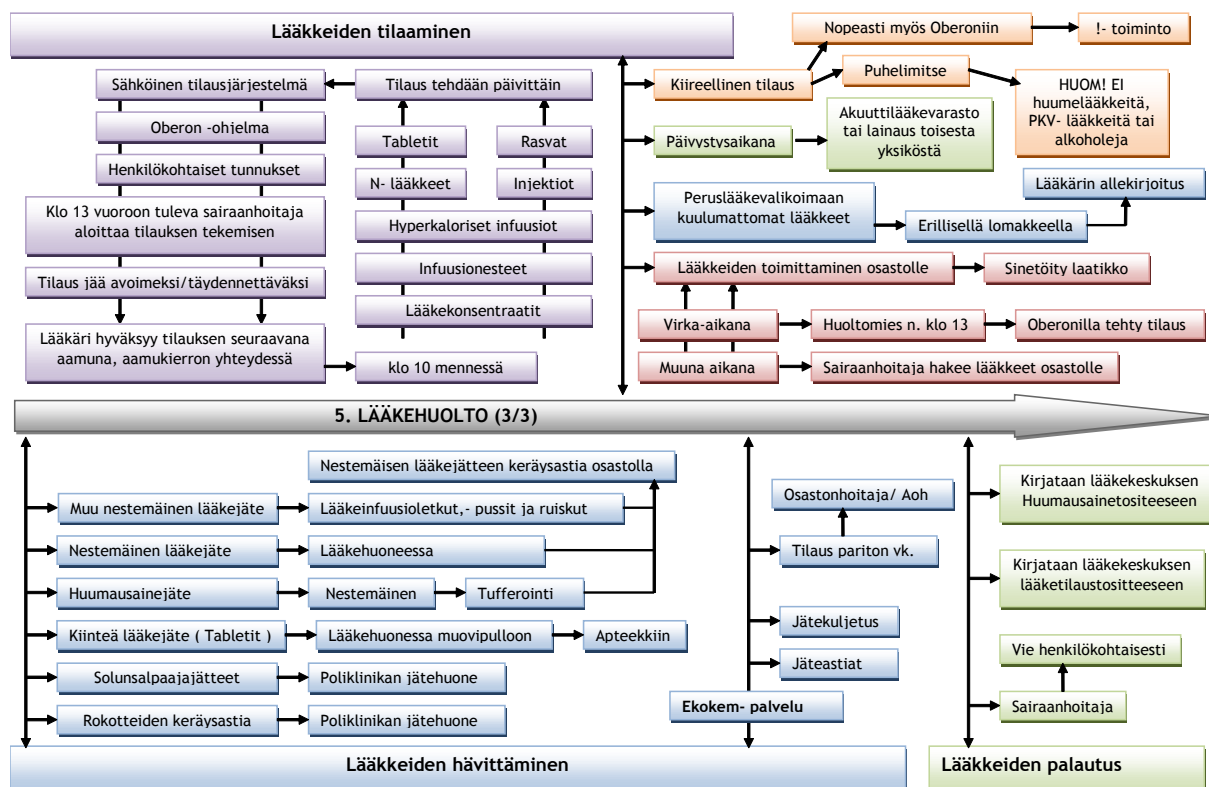 Lääkkeiden tilaaminen
Sähköinen tilausjärjestelmä
Tilaus tehdään päivittäin
Oberon -ohjelma
Henkilökohtaiset tunnukset
Klo 13 vuoroon tuleva sairaanhoitaja
aloittaa tilauksen tekemisen
Tilaus jää avoimeksi/täydennettäväksi
Lääkäri hyväksyy tilauksen seuraavana
aamuna, aamukierron yhteydessä
klo 10 mennessä
Tabletit
Rasvat
N- lääkkeet
Injektiot
Hyperkaloriset infuusiot
Infuusionesteet
Lääkekonsentraatit
Nopeasti myös Oberoniin
!- toiminto
Kiireellinen tilaus
Puhelimitse
HUOM! EI
huumelääkkeitä,
PKV- lääkkeitä tai
alkoholeja
Päivystysaikana
Akuuttilääkevarasto
tai lainaus toisesta
yksiköstä
Peruslääkevalikoimaan
kuulumattomat lääkkeet
Erillisellä lomakkeella
Lääkärin allekirjoitus
Lääkkeiden toimittaminen osastolle
Sinetöity laatikko
Virka-aikana
Huoltomies n. klo 13
Oberonilla tehty tilaus
Muuna aikana
Sairaanhoitaja hakee lääkkeet osastolle
5. LÄÄKEHUOLTO (3/3)
Nestemäisen lääkejätteen keräysastia osastolla
Muu nestemäinen lääkejäte
Lääkeinfuusioletkut,- pussit ja ruiskut
Nestemäinen lääkejäte
Lääkehuoneessa
Huumausainejäte
Nestemäinen
Tufferointi
Kiinteä lääkejäte ( Tabletit )
Lääkehuonessa muovipulloon
Apteekkiin
Solunsalpaajajätteet
Poliklinikan jätehuone
Rokotteiden keräysastia
Poliklinikan jätehuone
Osastonhoitaja/ Aoh
Tilaus pariton vk.
Jätekuljetus
Jäteastiat
Ekokem- palvelu
Kirjataan lääkekeskuksen
Huumausainetositeeseen
Kirjataan lääkekeskuksen
lääketilaustositteeseen
Vie henkilökohtaisesti
Sairaanhoitaja
Lääkkeiden hävittäminen
Lääkkeiden palautus